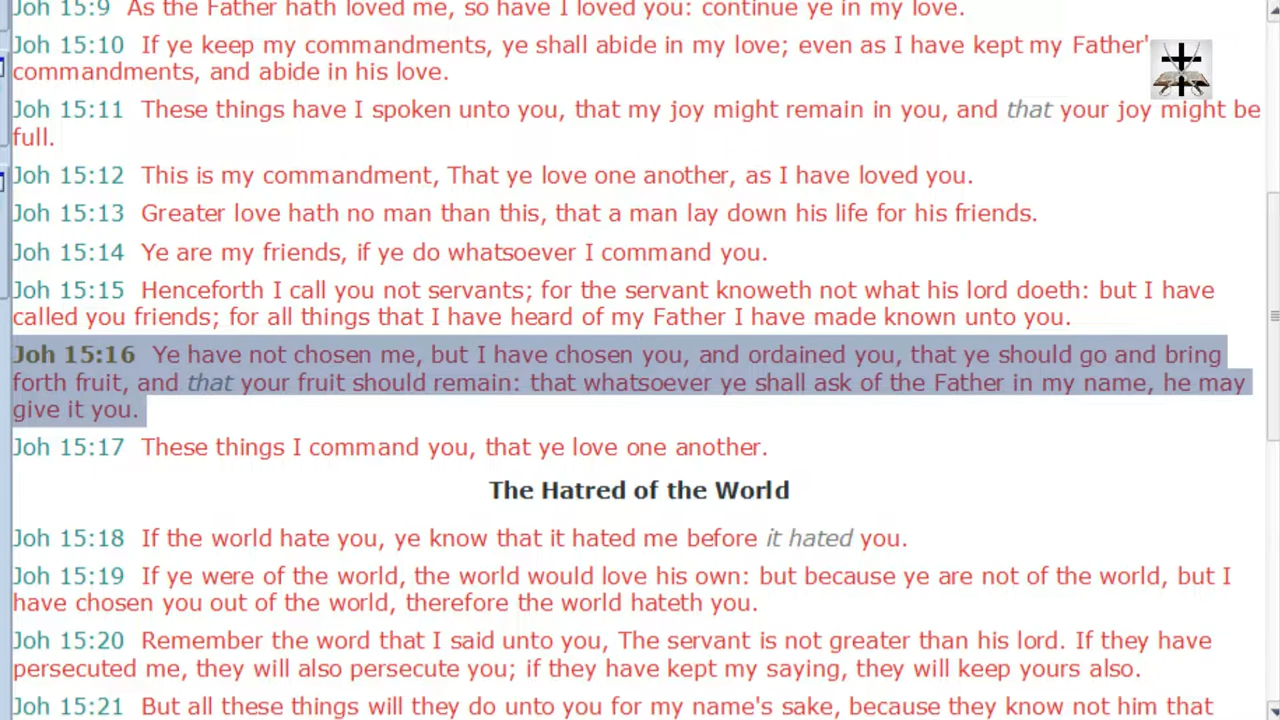 Joh 15:9 As the Father hath loved me, so have I loved you: continue ye in my love.
Joh 15:10 If ye keep my commandments, ye shall abide in my love; even as I have kept my Father'
commandments, and abide in his love.
Joh 15:11 These things have I spoken unto you, that my joy might remain in you, and that your joy might be
full.
Joh 15:12 This is my commandment, That ye love one another, as I have loved you.
Joh 15:13 Greater love hath no man than this, that a man lay down his life for his friends.
Joh 15:14 Ye are my friends, if ye do whatsoever I command you.
Joh 15:15 Henceforth I call you not servants; for the servant knoweth not what his lord doeth: but I have
called you friends; for all things that I have heard of my Father I have made known unto you.
Joh 15:16 Ye have not chosen me, but I have chosen you, and ordained you, that ye should go and bring
forth fruit, and that your fruit should remain: that whatsoever ye shall ask of the Father in my name, he may
give it you.
Joh 15:17 These things I command you, that ye love one another.
The Hatred of the World
Joh 15:18 If the world hate you, ye know that it hated me before it hated you.
Joh 15:19 If ye were of the world, the world would love his own: but because ye are not of the world, but I
have chosen you out of the world, therefore the world hateth you.
Joh 15:20 Remember the word that I said unto you, The servant is not greater than his lord. If they have
persecuted me, they will also persecute you; if they have kept my saying, they will keep yours also.
Joh 15:21 But all these things will they do unto you for my name's sake, because they know not him that